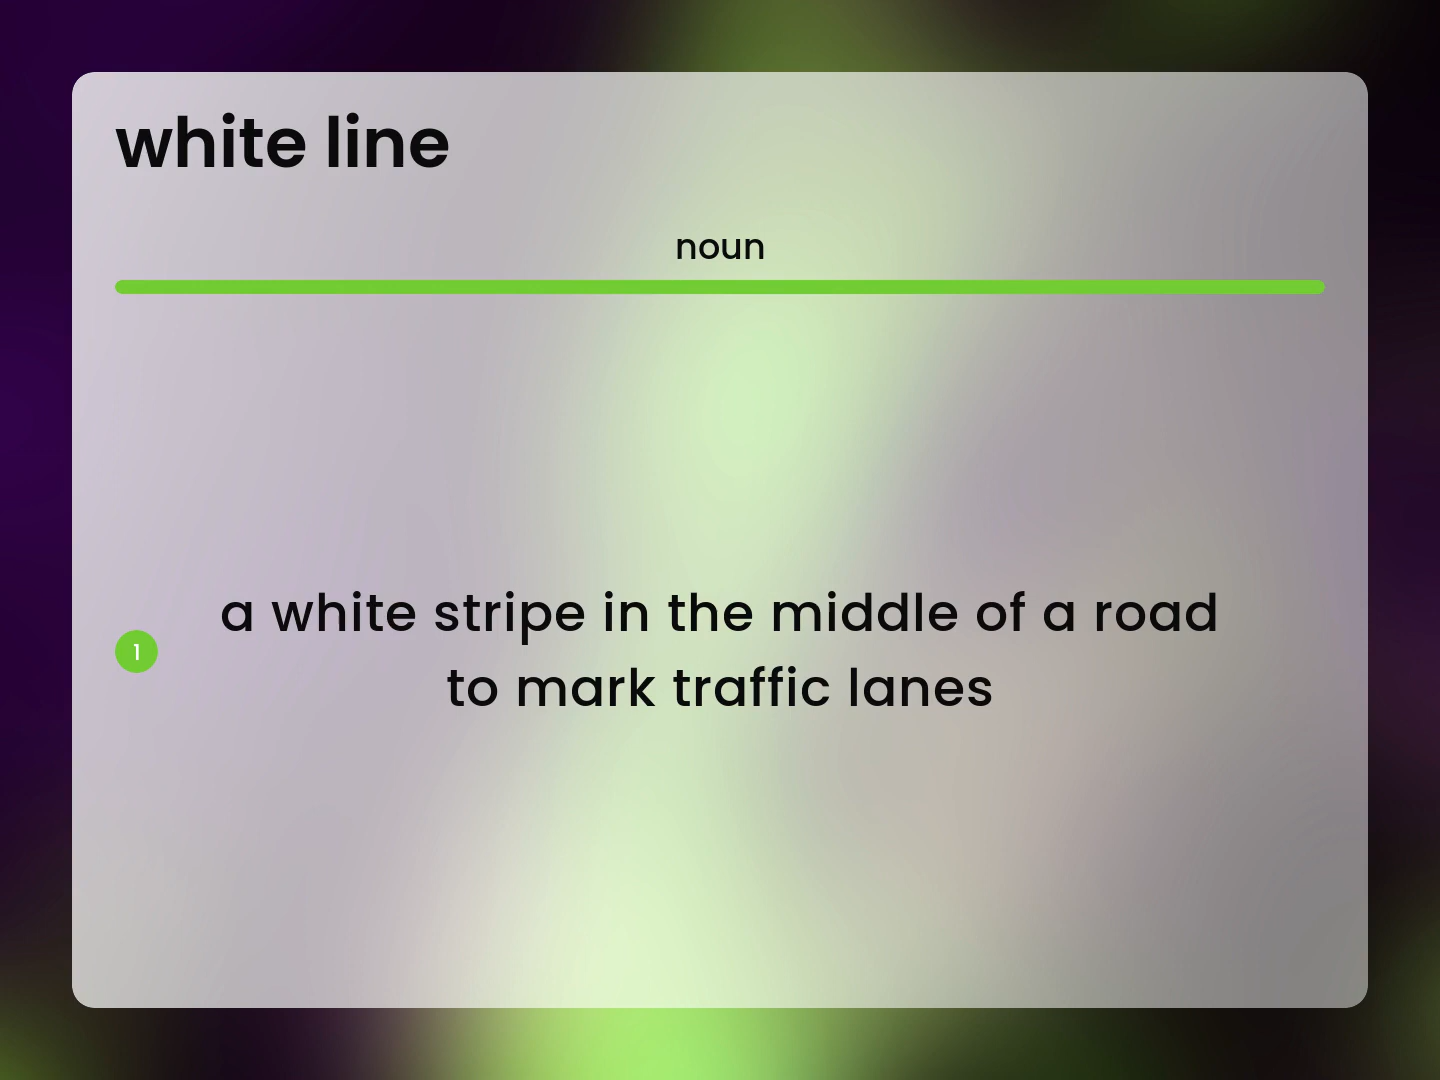 white line
noun
1
a white stripe in the middle of a road
to mark traffic lanes